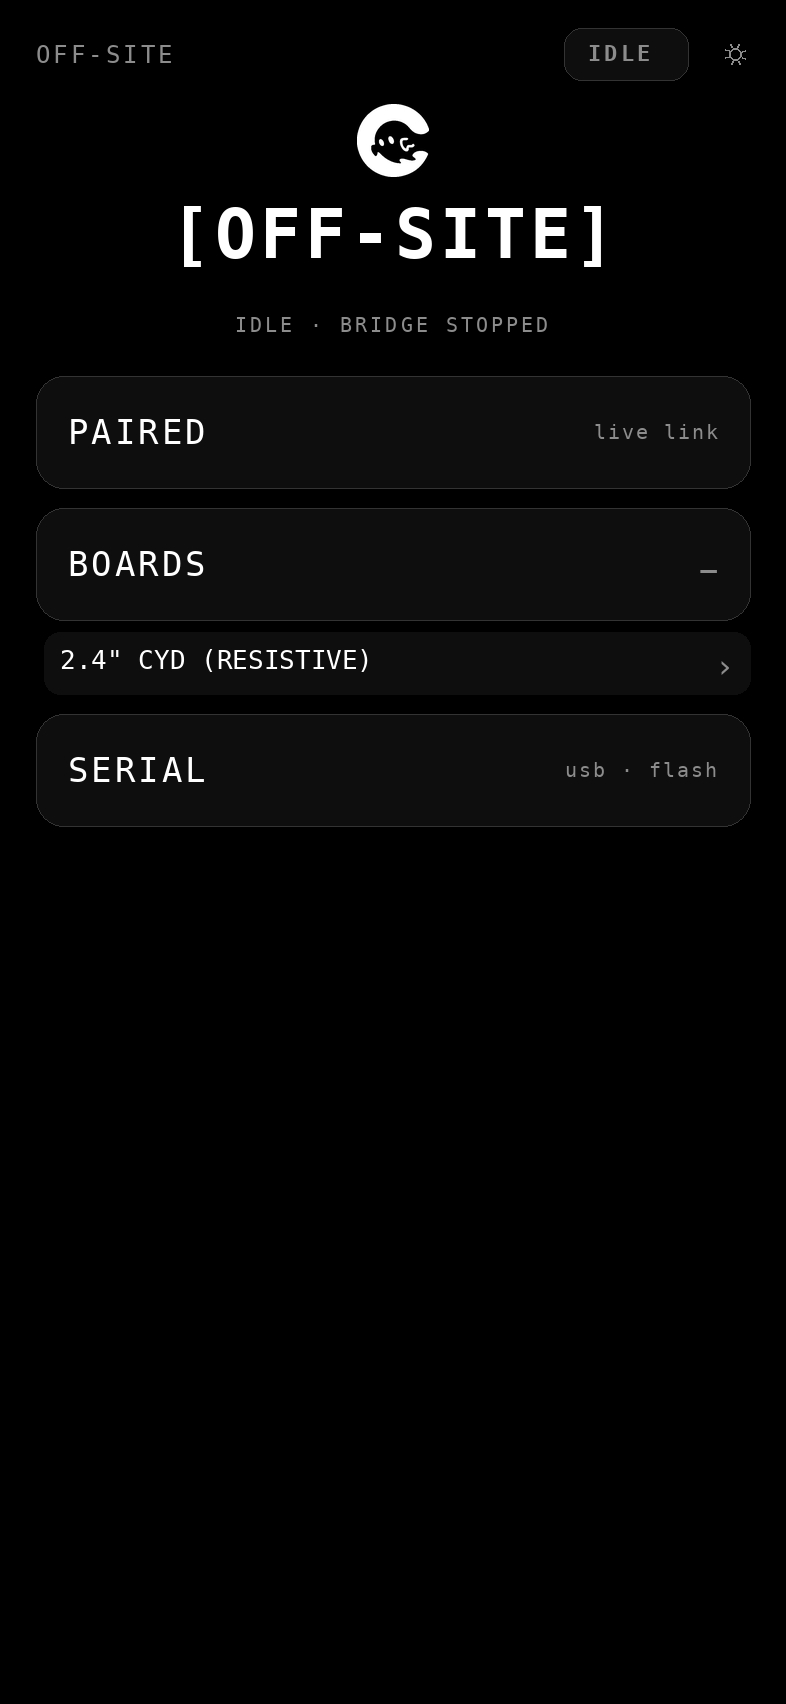 OFF-SITE IDLE
[OFF-SITE]
IDLE · BRIDGE STOPPED
PAIRED live link
BOARDS –
2.4" CYD (RESISTIVE) ›
SERIAL usb · flash